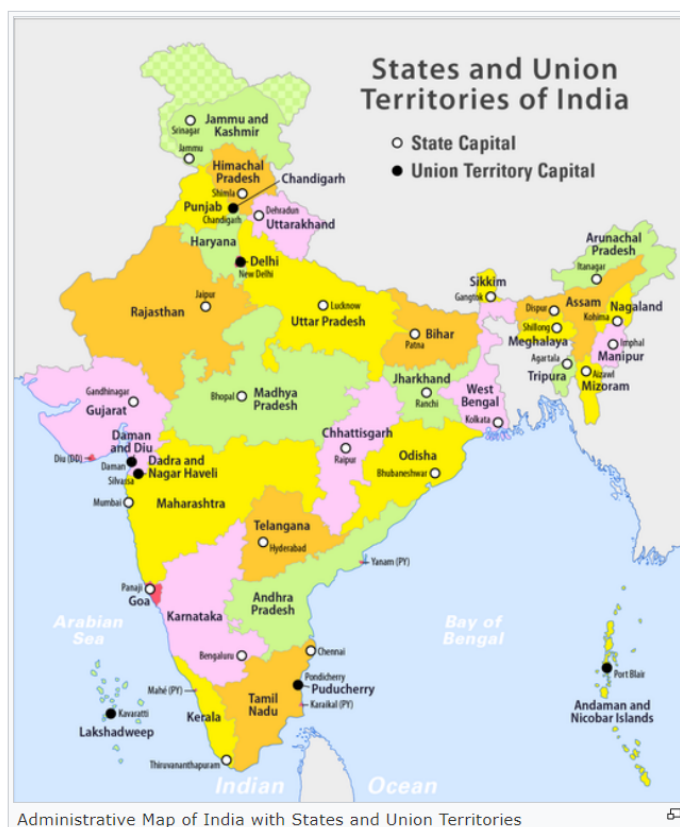 States and Union
Territories of India
State Capital
Union Territory Capital
Jammu and
Kashmir
Srinagar
Jammu
Himachal
Pradesh
Shimla
Chandigarh
Punjab
Chandigarh
Dehradun
Uttarakhand
Haryana
Delhi
New Delhi
Arunachal
Pradesh
Itanagar
Sikkim
Gangtok
Rajasthan
Jaipur
Lucknow
Uttar Pradesh
Bihar
Patna
Dispur
Assam
Nagaland
Kohima
Shillong
Meghalaya
Imphal
Manipur
Agartala
Tripura
Aizawl
Mizoram
Gandhinagar
Gujarat
Bhopal
Madhya
Pradesh
Jharkhand
Ranchi
West
Bengal
Kolkata
Chhattisgarh
Raipur
Odisha
Bhubaneshwar
Daman
and Diu
Diu (DD)
Daman
Silvassa
Dadra and
Nagar Haveli
Mumbai
Maharashtra
Telangana
Hyderabad
Yanam (PY)
Panaji
Goa
Karnataka
Andhra
Pradesh
Arabian
Sea
Bay of
Bengal
Bengaluru
Chennai
Mahé (PY)
Pondicherry
Puducherry
Karaikal (PY)
Tamil
Nadu
Kerala
Kavaratti
Lakshadweep
Port Blair
Andaman and
Nicobar Islands
Thiruvananthapuram
Indian Ocean
Administrative Map of India with States and Union Territories